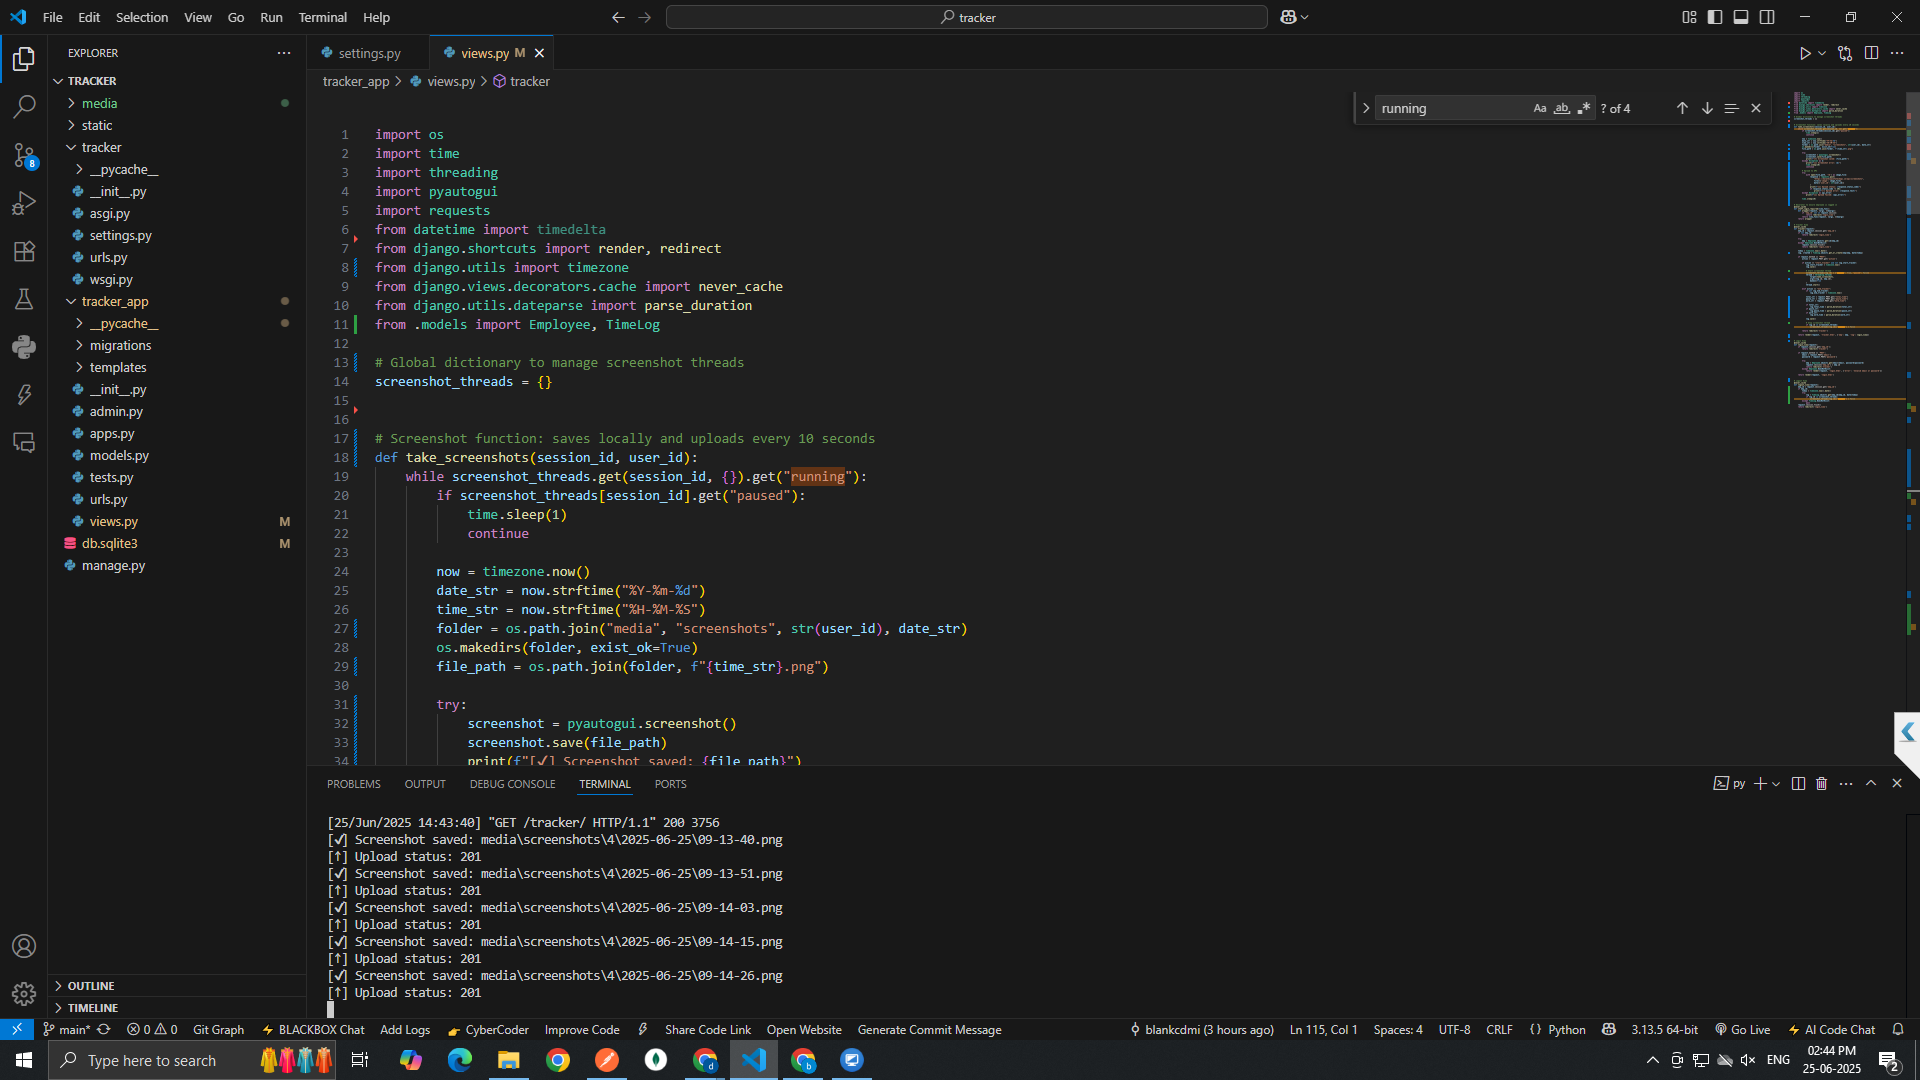 File Edit Selection View Go Run Terminal Help
tracker
EXPLORER
TRACKER
media
static
tracker
__pycache__
__init__.py
asgi.py
settings.py
urls.py
wsgi.py
tracker_app
__pycache__
migrations
templates
__init__.py
admin.py
apps.py
models.py
tests.py
urls.py
views.py M
db.sqlite3 M
manage.py
OUTLINE
TIMELINE
8
settings.py
views.py M
tracker_app > views.py > tracker
running Aa ab ? of 4
1 import os
2 import time
3 import threading
4 import pyautogui
5 import requests
6 from datetime import timedelta
7 from django.shortcuts import render, redirect
8 from django.utils import timezone
9 from django.views.decorators.cache import never_cache
10 from django.utils.dateparse import parse_duration
11 from .models import Employee, TimeLog
12
13 # Global dictionary to manage screenshot threads
14 screenshot_threads = {}
15
16
17 # Screenshot function: saves locally and uploads every 10 seconds
18 def take_screenshots(session_id, user_id):
19 while screenshot_threads.get(session_id, {}).get("running"):
20 if screenshot_threads[session_id].get("paused"):
21 time.sleep(1)
22 continue
23
24 now = timezone.now()
25 date_str = now.strftime("%Y-%m-%d")
26 time_str = now.strftime("%H-%M-%S")
27 folder = os.path.join("media", "screenshots", str(user_id), date_str)
28 os.makedirs(folder, exist_ok=True)
29 file_path = os.path.join(folder, f"{time_str}.png")
30
31 try:
32 screenshot = pyautogui.screenshot()
33 screenshot.save(file_path)
34 print(f"[✓] Screenshot saved: {file_path}")
PROBLEMS OUTPUT DEBUG CONSOLE TERMINAL PORTS
py
[25/Jun/2025 14:43:40] "GET /tracker/ HTTP/1.1" 200 3756
[✓] Screenshot saved: media\screenshots\4\2025-06-25\09-13-40.png
[↑] Upload status: 201
[✓] Screenshot saved: media\screenshots\4\2025-06-25\09-13-51.png
[↑] Upload status: 201
[✓] Screenshot saved: media\screenshots\4\2025-06-25\09-14-03.png
[↑] Upload status: 201
[✓] Screenshot saved: media\screenshots\4\2025-06-25\09-14-15.png
[↑] Upload status: 201
[✓] Screenshot saved: media\screenshots\4\2025-06-25\09-14-26.png
[↑] Upload status: 201
main* 0 0 Git Graph BLACKBOX Chat Add Logs CyberCoder Improve Code Share Code Link Open Website Generate Commit Message blankcdmi (3 hours ago) Ln 115, Col 1 Spaces: 4 UTF-8 CRLF {} Python 3.13.5 64-bit Go Live AI Code Chat
Type here to search
d
b
ENG
02:44 PM
25-06-2025
2